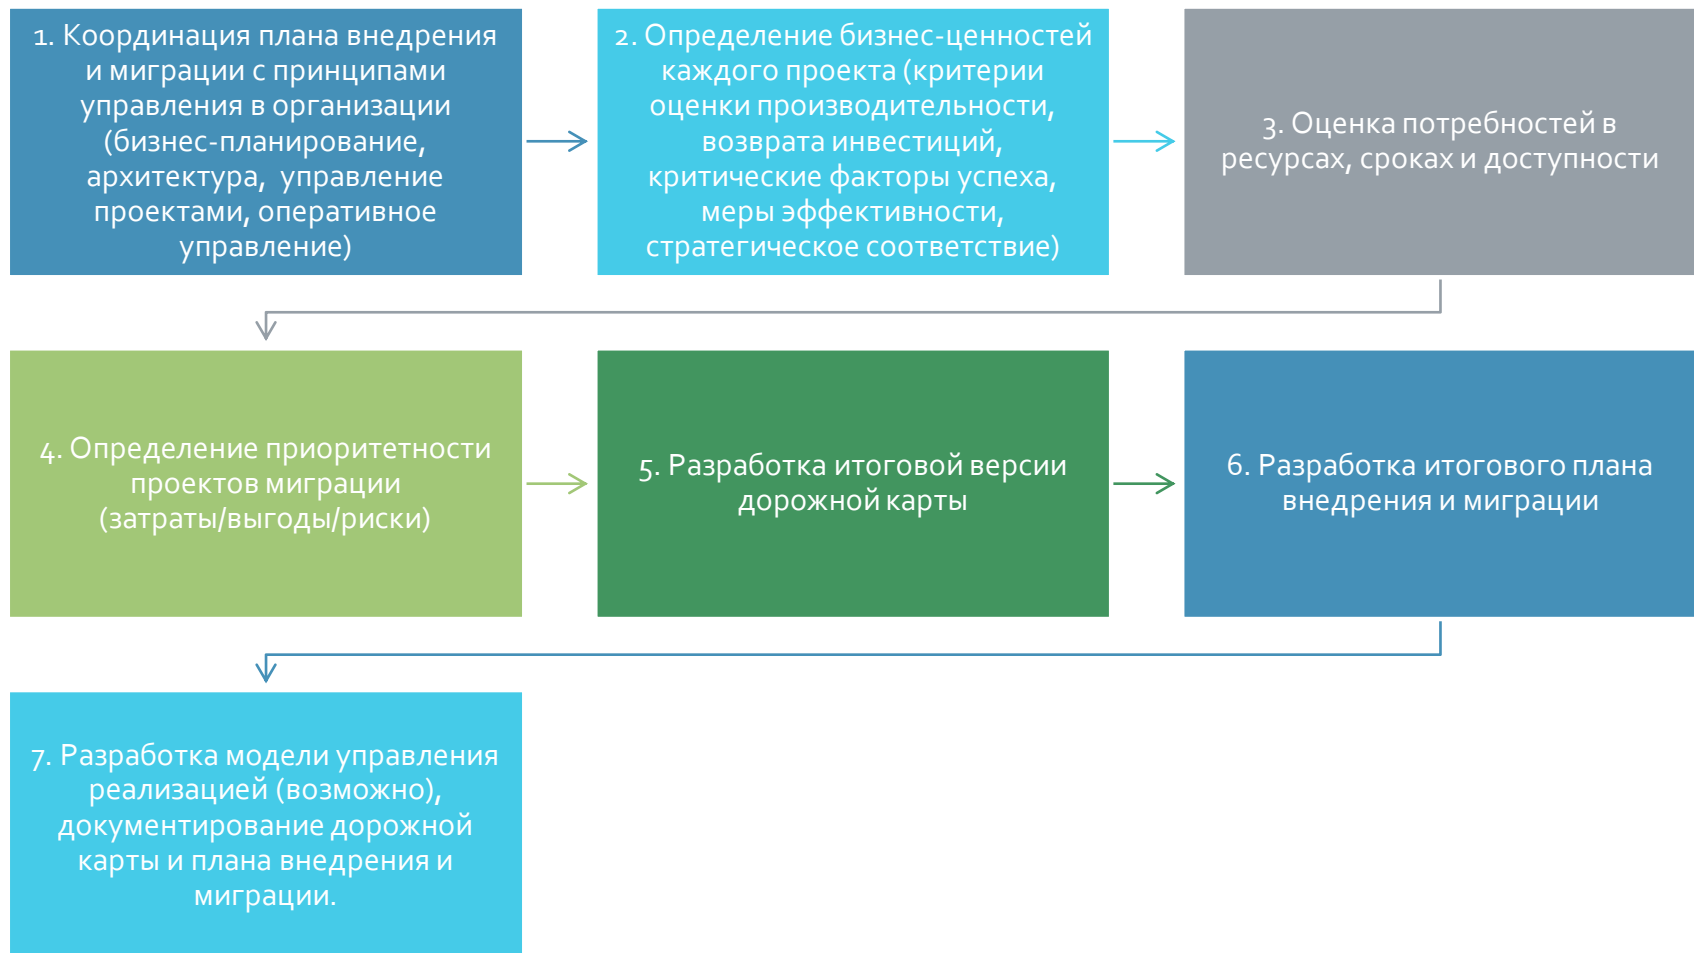 1. Координация плана внедрения
и миграции с принципами
управления в организации
(бизнес-планирование,
архитектура, управление
проектами, оперативное
управление)
2. Определение бизнес-ценностей
каждого проекта (критерии
оценки производительности,
возврата инвестиций,
критические факторы успеха,
меры эффективности,
стратегическое соответствие)
3. Оценка потребностей в
ресурсах, сроках и доступности
4. Определение приоритетности
проектов миграции
(затраты/выгоды/риски)
5. Разработка итоговой версии
дорожной карты
6. Разработка итогового плана
внедрения и миграции
7. Разработка модели управления
реализацией (возможно),
документирование дорожной
карты и плана внедрения и
миграции.